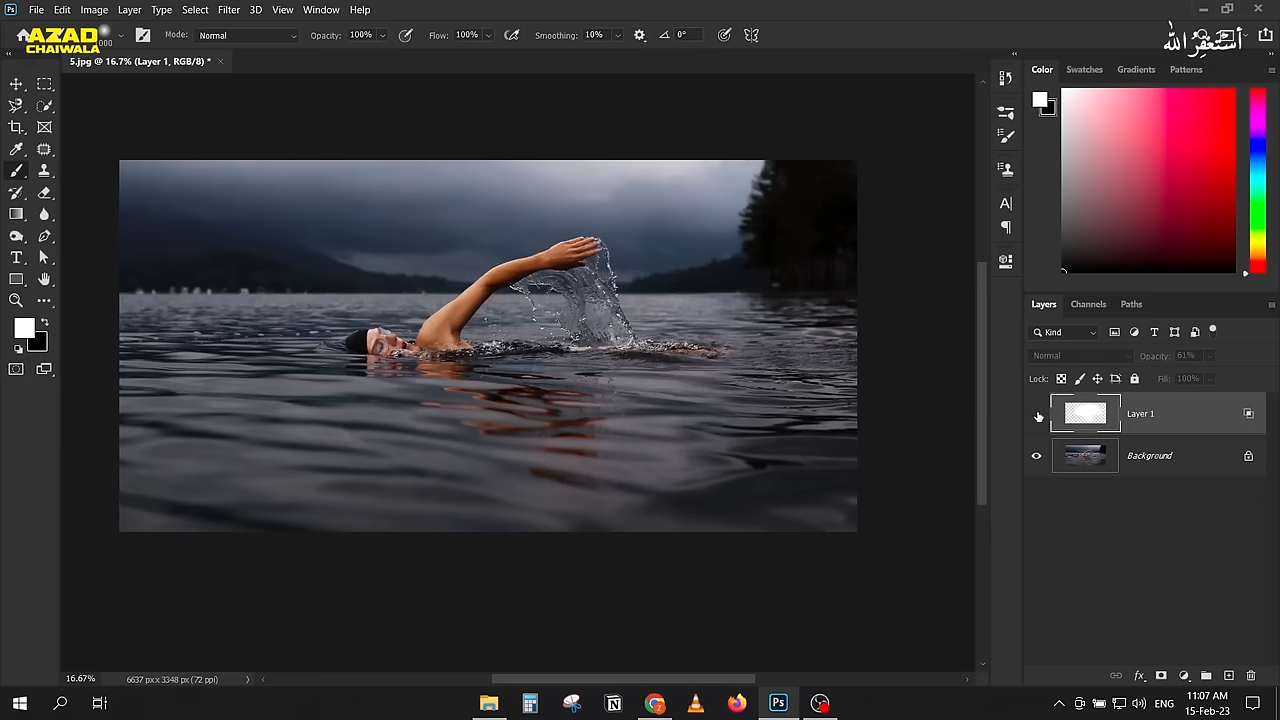 Ps File Edit Image Layer Type Select Filter 3D View Window Help
AZAD
CHAIWALA
Mode: Normal Opacity: 100% Flow: 100% Smoothing: 10% 0°
أستغفر الله
5.jpg @ 16.7% (Layer 1, RGB/8) * ×
Color Swatches Gradients Patterns
Layers Channels Paths
Kind
Normal Opacity: 61%
Lock: Fill: 100%
Layer 1
Background
16.67% 6637 px x 3348 px (72 ppi)
Ps
ENG
11:07 AM
15-Feb-23